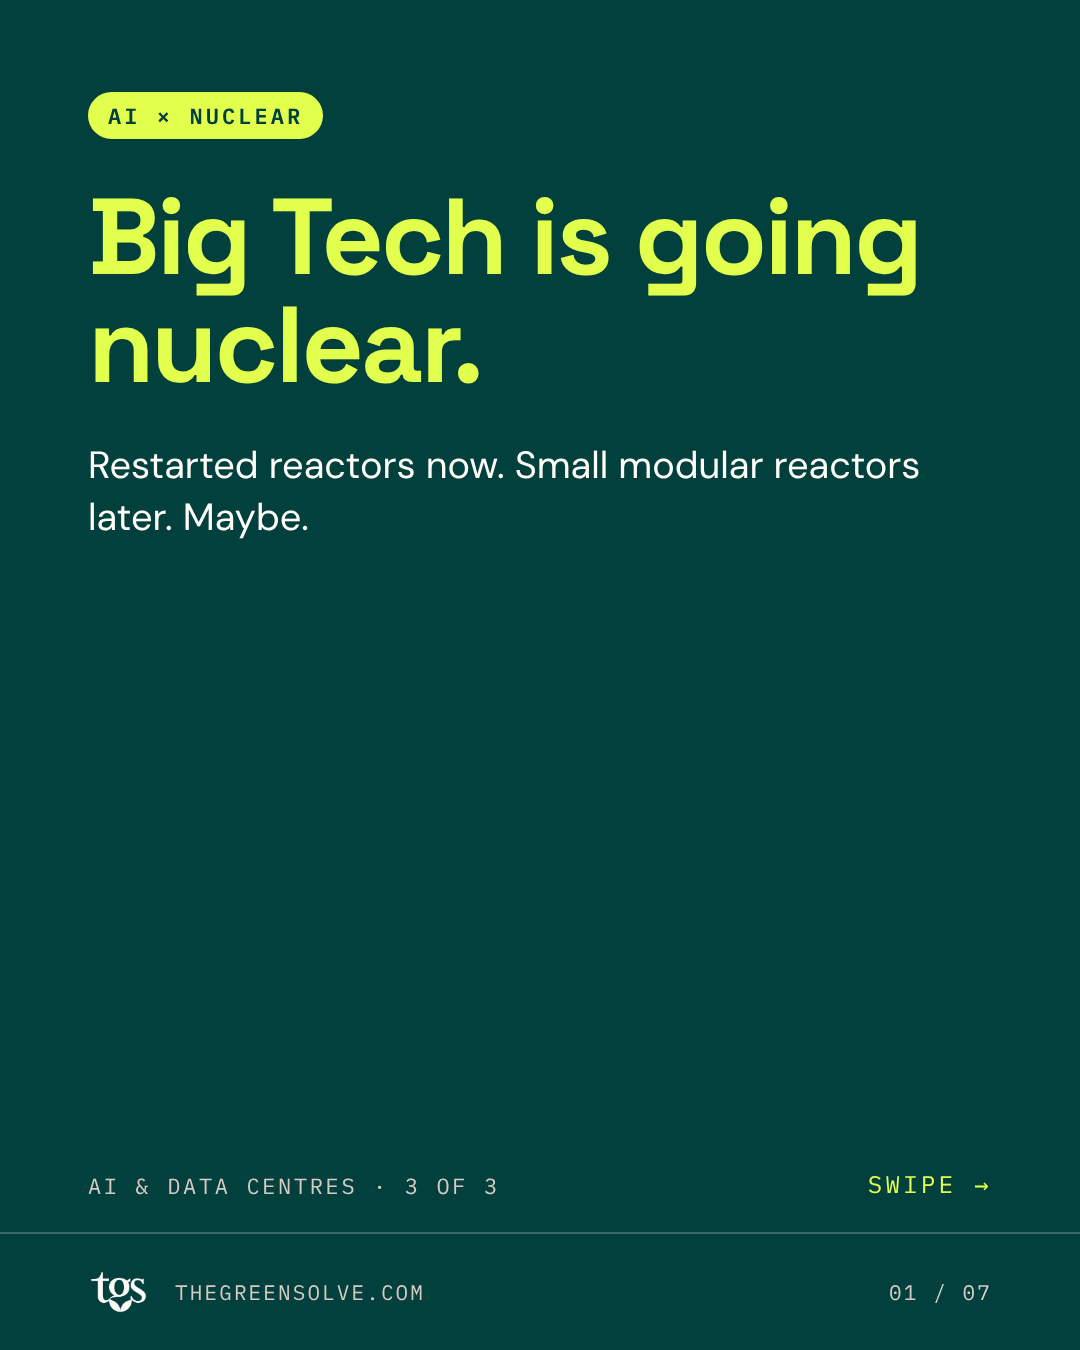 AI × NUCLEAR
Big Tech is going
nuclear.
Restarted reactors now. Small modular reactors
later. Maybe.
AI & DATA CENTRES · 3 OF 3
SWIPE →
tgs
THEGREENSOLVE.COM
01 / 07